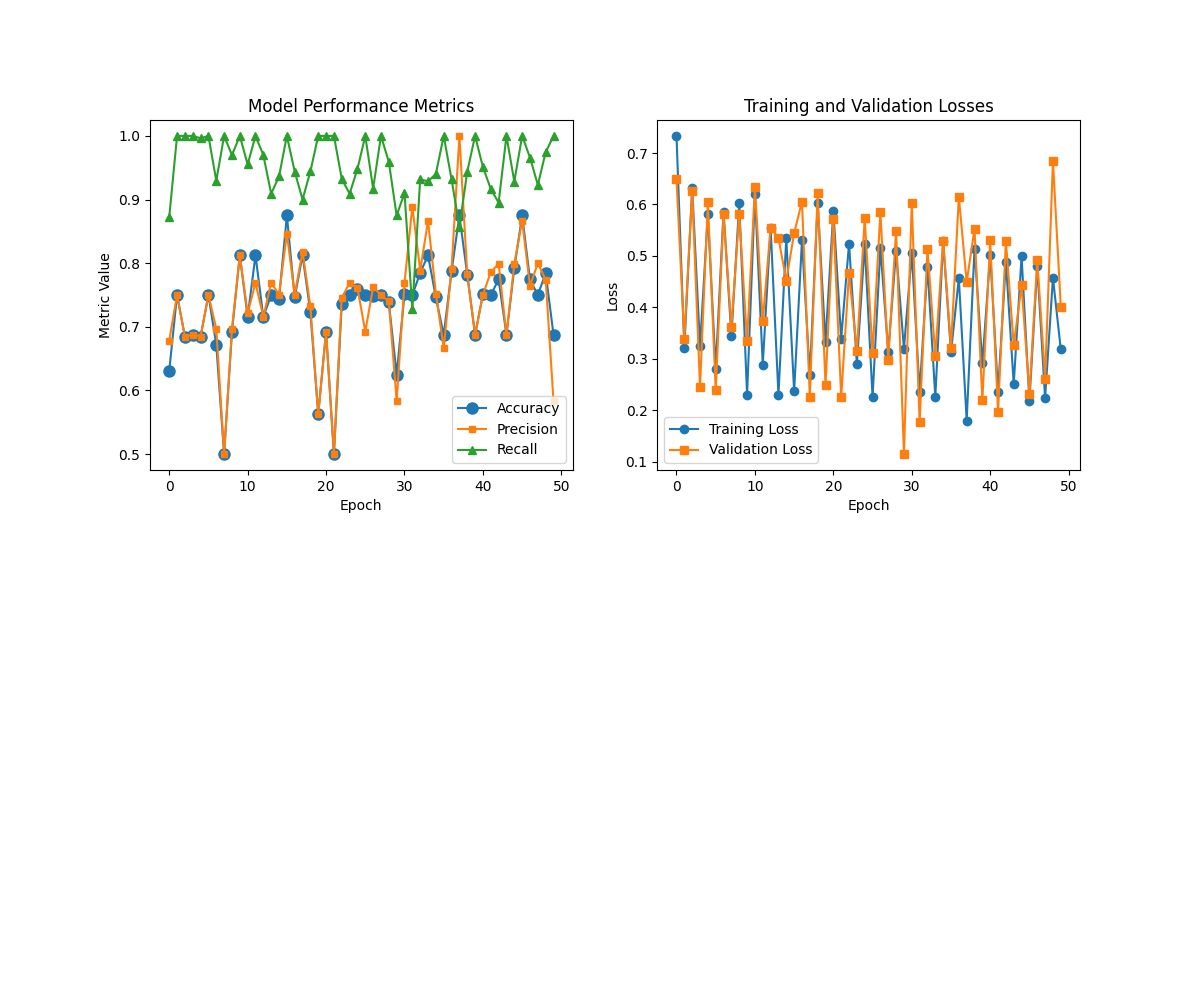 Model Performance Metrics
Metric Value
1.0
0.9
0.8
0.7
0.6
0.5
0 10 20 30 40 50
Epoch
Accuracy
Precision
Recall
Training and Validation Losses
Loss
0.7
0.6
0.5
0.4
0.3
0.2
0.1
0 10 20 30 40 50
Epoch
Training Loss
Validation Loss